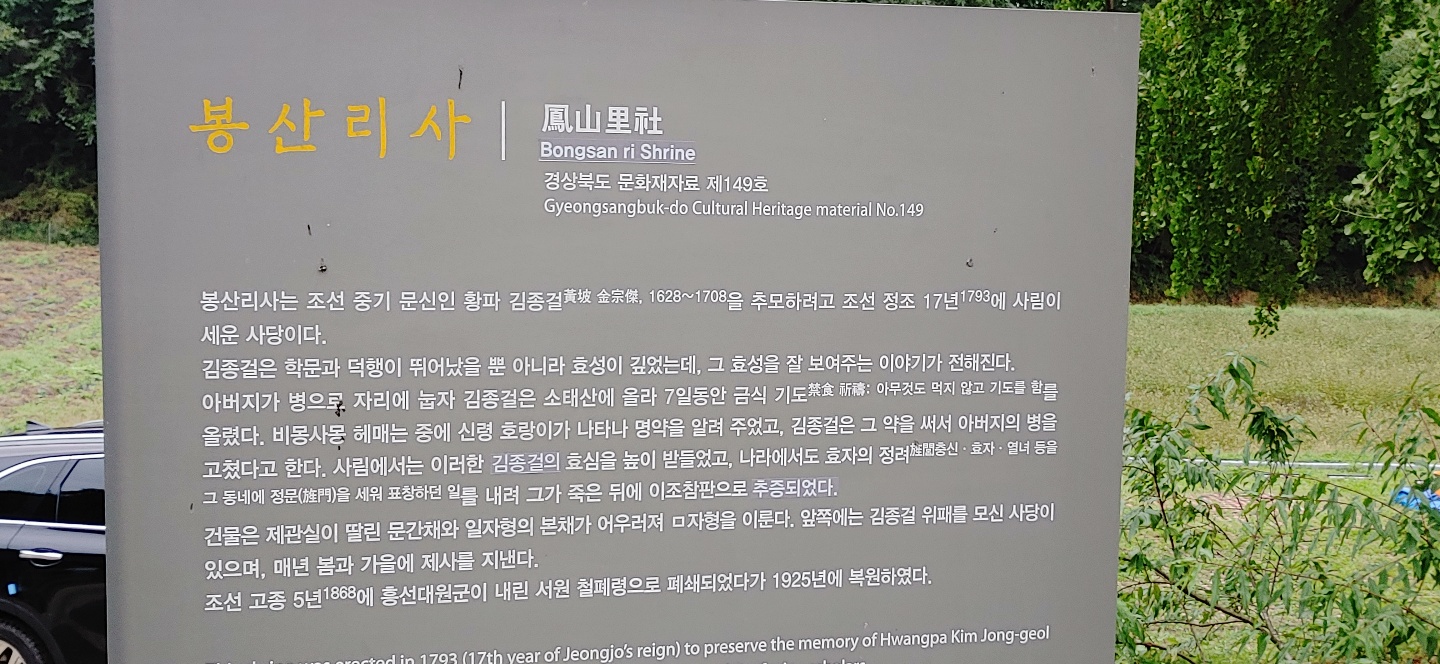 봉산리사
鳳山里社
Bongsan ri Shrine
경상북도 문화재자료 제149호
Gyeongsangbuk-do Cultural Heritage material No.149
봉산리사는 조선 중기 문신인 황파 김종걸黃坡 金宗傑, 1628~1708을 추모하려고 조선 정조 17년1793에 사림이
세운 사당이다.
김종걸은 학문과 덕행이 뛰어났을 뿐 아니라 효성이 깊었는데, 그 효성을 잘 보여주는 이야기가 전해진다.
아버지가 병으로 자리에 눕자 김종걸은 소태산에 올라 7일동안 금식 기도禁食 祈禱: 아무것도 먹지 않고 기도를 함를
올렸다. 비몽사몽 헤매는 중에 신령 호랑이가 나타나 명약을 알려 주었고, 김종걸은 그 약을 써서 아버지의 병을
고쳤다고 한다. 사림에서는 이러한 김종걸의 효심을 높이 받들었고, 나라에서도 효자의 정려旌閭충신·효자·열녀 등을
그 동네에 정문(旌門)을 세워 표창하던 일를 내려 그가 죽은 뒤에 이조참판으로 추증되었다.
건물은 제관실이 딸린 문간채와 일자형의 본채가 어우러져 ㅁ자형을 이룬다. 앞쪽에는 김종걸 위패를 모신 사당이
있으며, 매년 봄과 가을에 제사를 지낸다.
조선 고종 5년1868에 흥선대원군이 내린 서원 철폐령으로 폐쇄되었다가 1925년에 복원하였다.
erected in 1793 (17th year of Jeongjo's reign) to preserve the memory of Hwangpa Kim Jong-geol